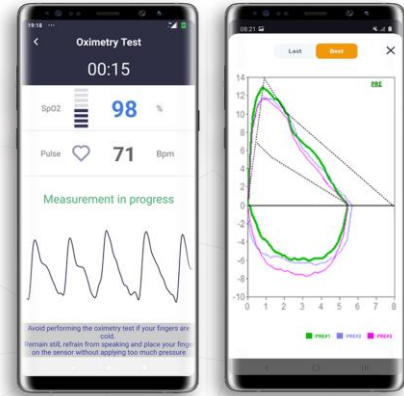 19:18
Oximetry Test
00:15
SpO2 98 %
Pulse 71 Bpm
Measurement in progress
Avoid performing the oximetry test if your fingers are
cold.
Remain still, refrain from speaking and place your finger
on the sensor without applying too much pressure
08:21
Last Best
PRE
14
12
10
8
6
4
2
0
-2
-4
-6
-8
-10
0 1 2 3 4 5 6 7 8
PRE#1 PRE#2 PRE#3